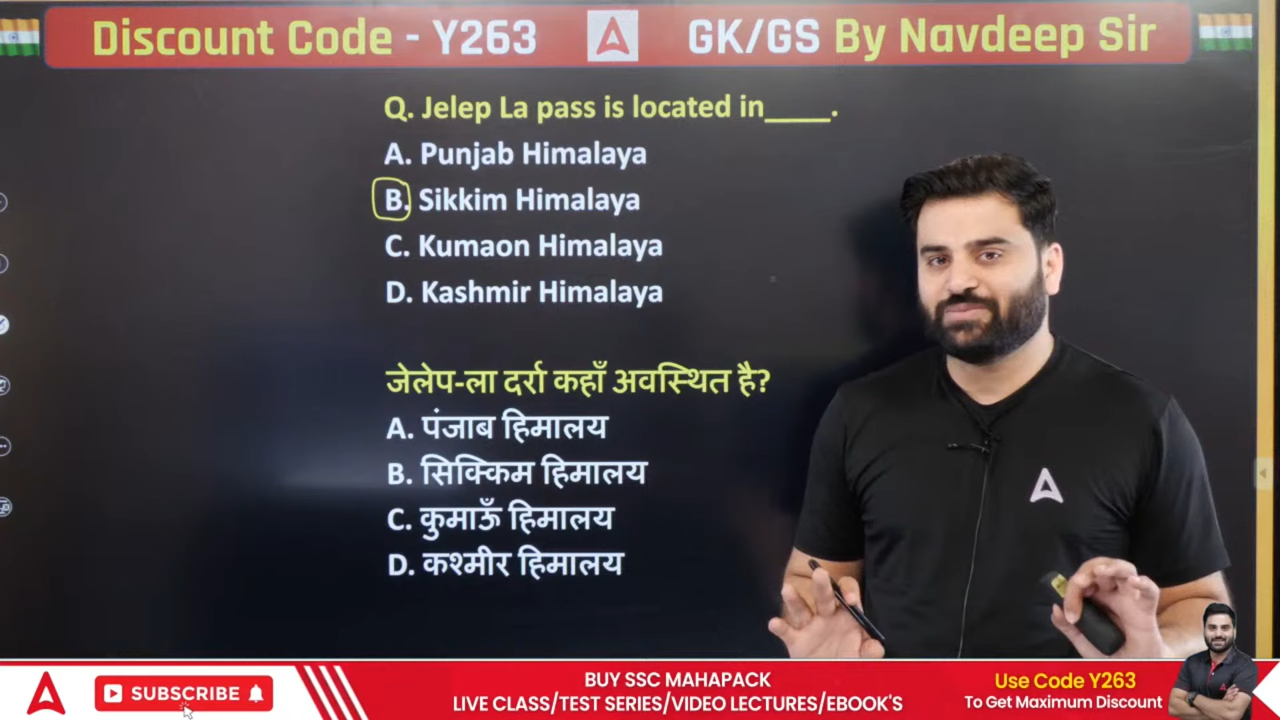 Discount Code - Y263 GK/GS By Navdeep Sir
Q. Jelep La pass is located in____.
A. Punjab Himalaya
B. Sikkim Himalaya
C. Kumaon Himalaya
D. Kashmir Himalaya
जेलेप-ला दर्रा कहाँ अवस्थित है?
A. पंजाब हिमालय
B. सिक्किम हिमालय
C. कुमाऊँ हिमालय
D. कश्मीर हिमालय
SUBSCRIBE
BUY SSC MAHAPACK
LIVE CLASS/TEST SERIES/VIDEO LECTURES/EBOOK'S
Use Code Y263
To Get Maximum Discount